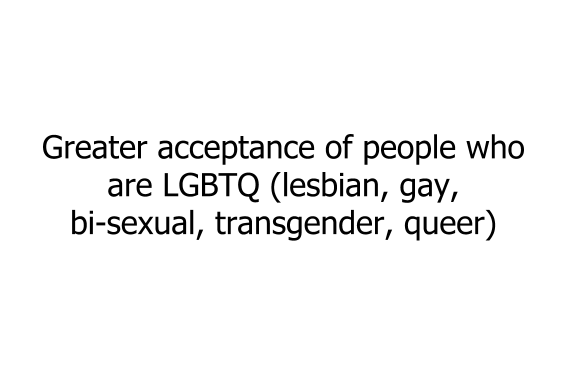 Greater acceptance of people who
are LGBTQ (lesbian, gay,
bi-sexual, transgender, queer)